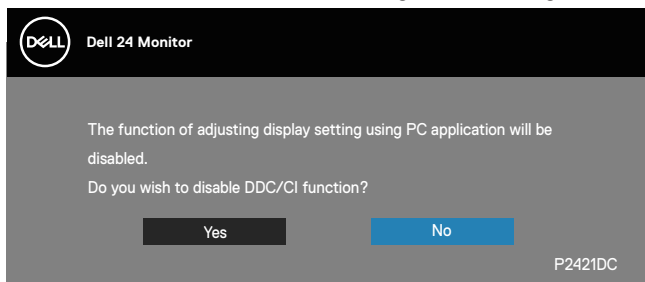 DELL
Dell 24 Monitor
The function of adjusting display setting using PC application will be
disabled.
Do you wish to disable DDC/CI function?
Yes No
P2421DC